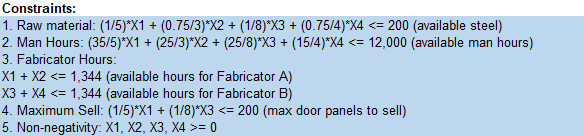 Constraints:
1. Raw material: (1/5)*X1 + (0.75/3)*X2 + (1/8)*X3 + (0.75/4)*X4 <= 200 (available steel)
2. Man Hours: (35/5)*X1 + (25/3)*X2 + (25/8)*X3 + (15/4)*X4 <= 12,000 (available man hours)
3. Fabricator Hours:
X1 + X2 <= 1,344 (available hours for Fabricator A)
X3 + X4 <= 1,344 (available hours for Fabricator B)
4. Maximum Sell: (1/5)*X1 + (1/8)*X3 <= 200 (max door panels to sell)
5. Non-negativity: X1, X2, X3, X4 >= 0